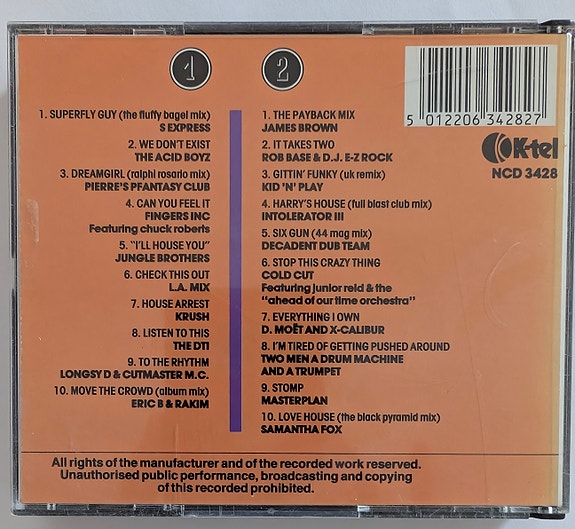 1
1. SUPERFLY GUY (the fluffy bagel mix)
S EXPRESS
2. WE DON'T EXIST
THE ACID BOYZ
3. DREAMGIRL (ralphi rosario mix)
PIERRE'S PFANTASY CLUB
4. CAN YOU FEEL IT
FINGERS INC
Featuring chuck roberts
5. "I'LL HOUSE YOU"
JUNGLE BROTHERS
6. CHECK THIS OUT
L.A. MIX
7. HOUSE ARREST
KRUSH
8. LISTEN TO THIS
THE DTI
9. TO THE RHYTHM
LONGSY D & CUTMASTER M.C.
10. MOVE THE CROWD (album mix)
ERIC B & RAKIM
2
1. THE PAYBACK MIX
JAMES BROWN
2. IT TAKES TWO
ROB BASE & D.J. E-Z ROCK
3. GITTIN' FUNKY (uk remix)
KID 'N' PLAY
4. HARRY'S HOUSE (full blast club mix)
INTOLERATOR III
5. SIX GUN (44 mag mix)
DECADENT DUB TEAM
6. STOP THIS CRAZY THING
COLD CUT
Featuring junior reid & the
"ahead of our time orchestra"
7. EVERYTHING I OWN
D. MOËT AND X-CALIBUR
8. I'M TIRED OF GETTING PUSHED AROUND
TWO MEN A DRUM MACHINE
AND A TRUMPET
9. STOMP
MASTERPLAN
10. LOVE HOUSE (the black pyramid mix)
SAMANTHA FOX
5 012206 342827
K-tel
NCD 3428
All rights of the manufacturer and of the recorded work reserved.
Unauthorised public performance, broadcasting and copying
of this recorded prohibited.